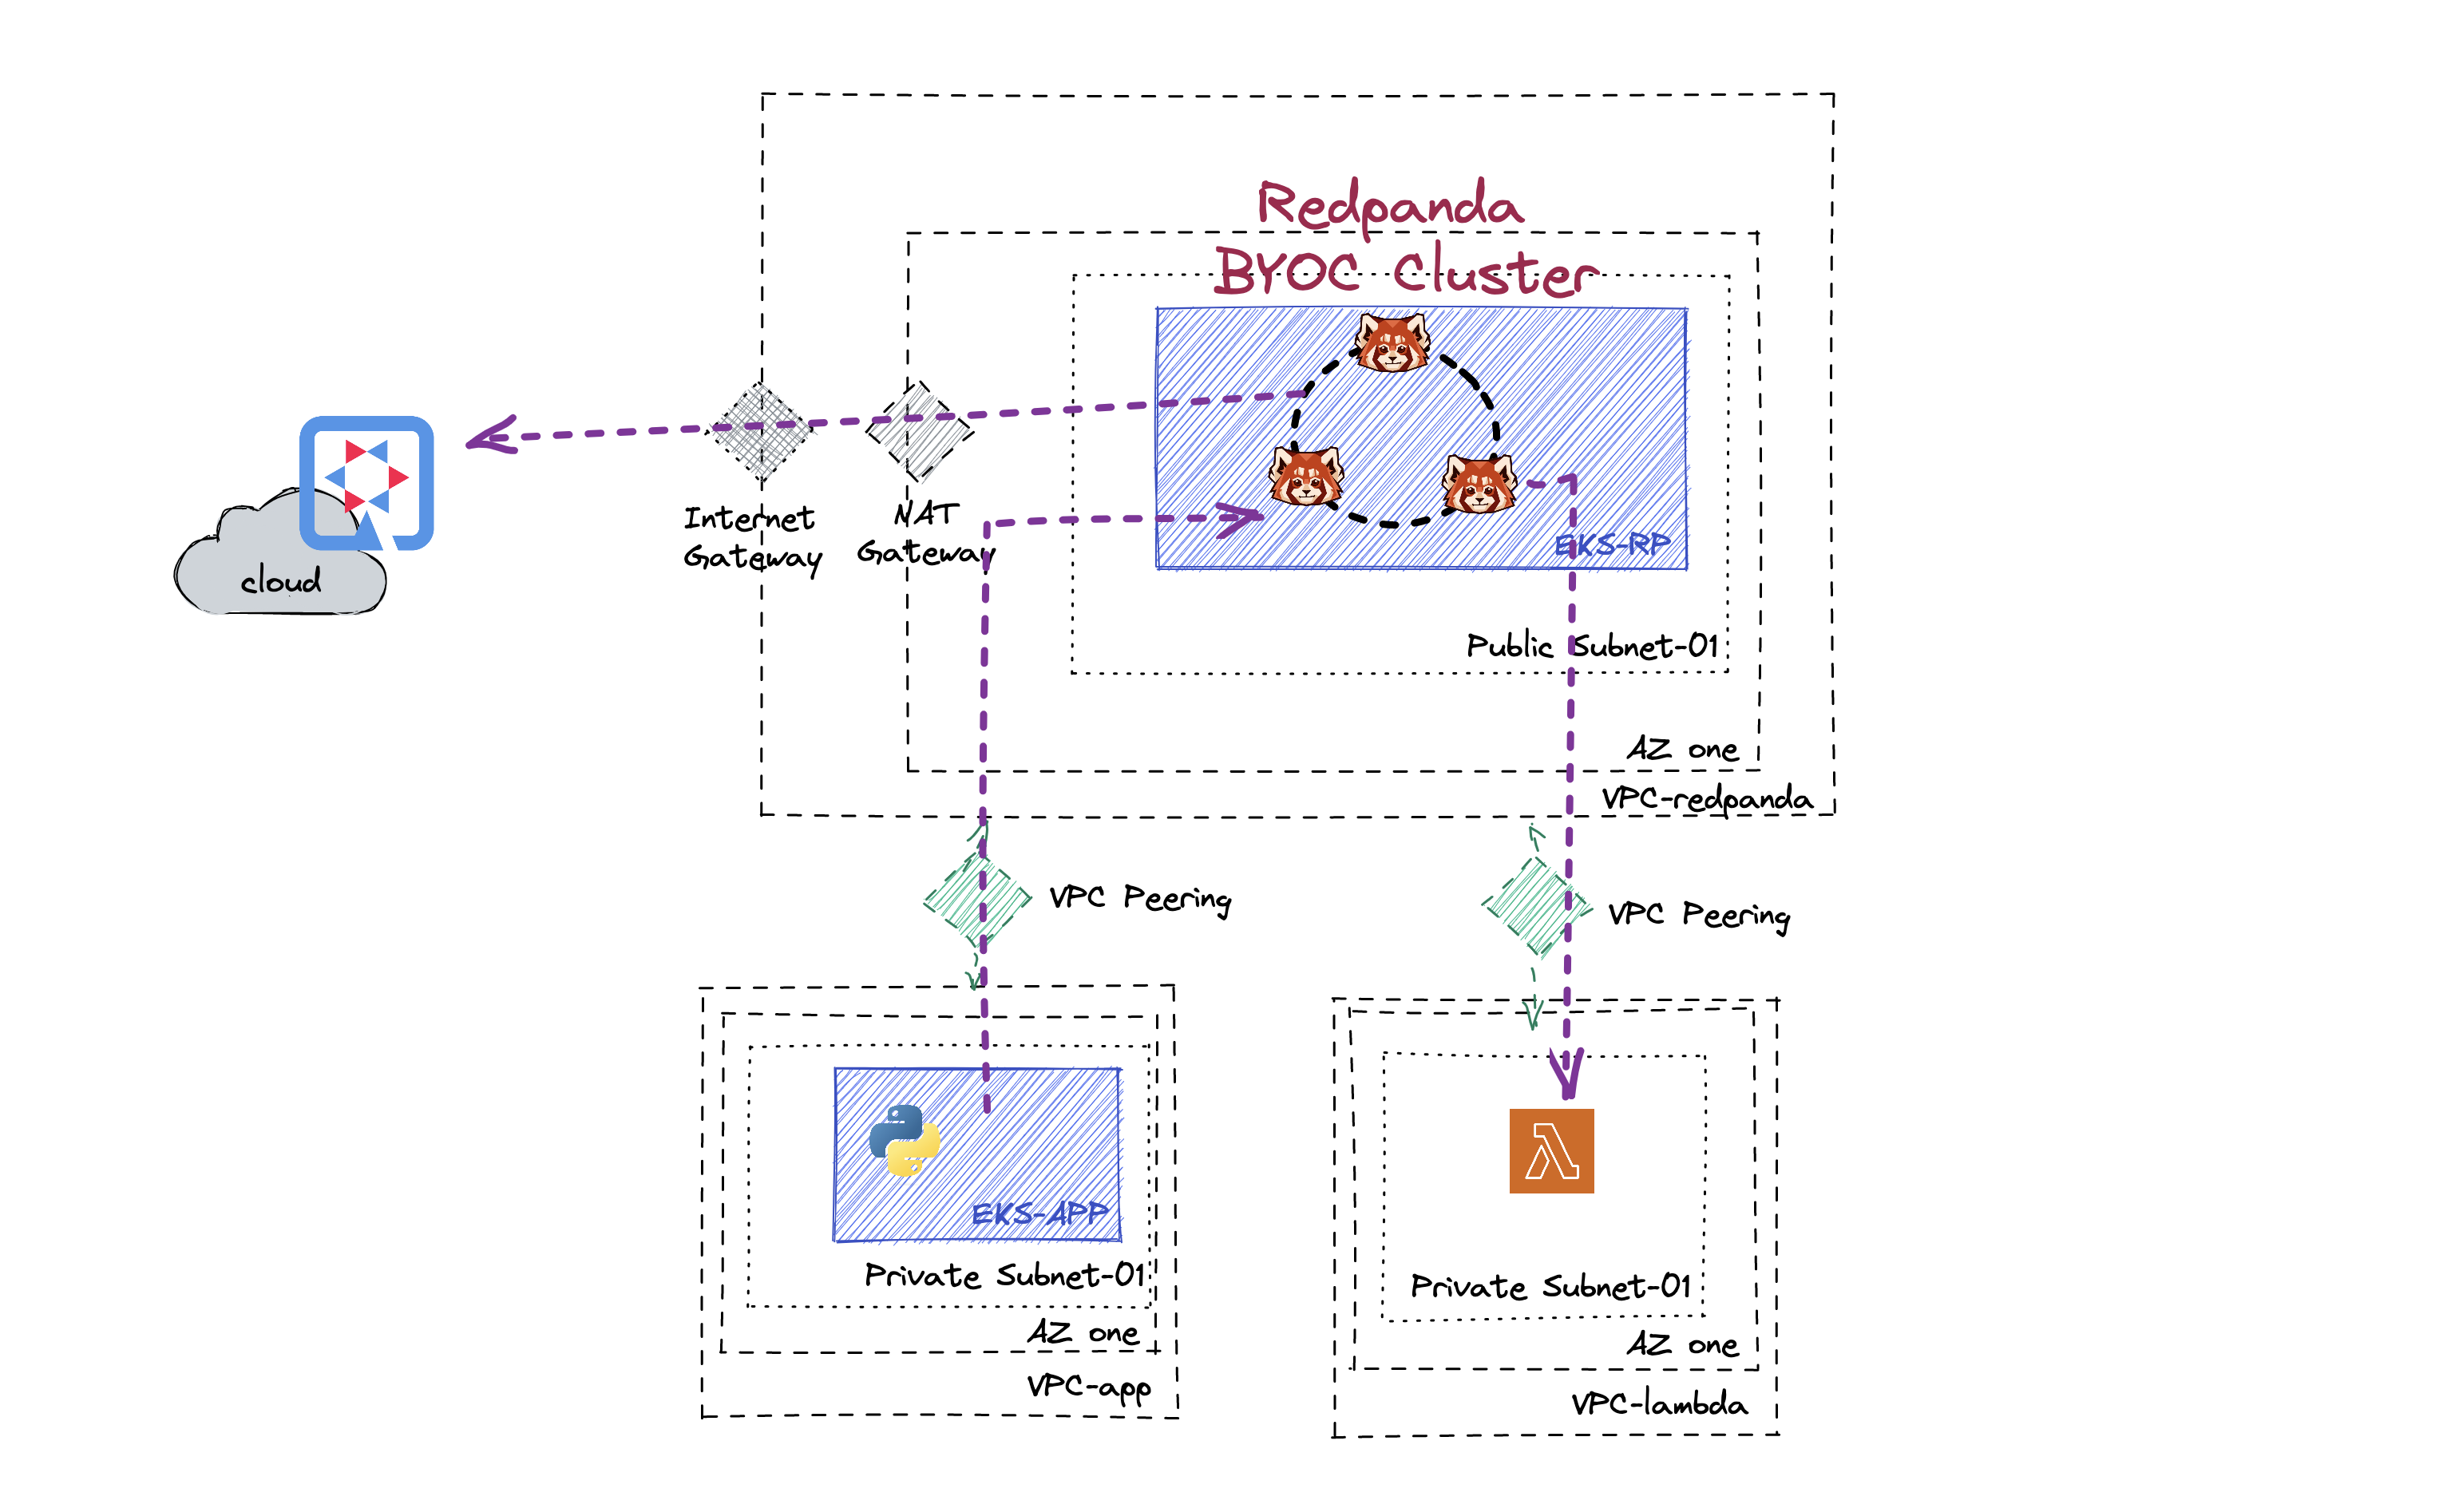 Redpanda
BYOC Cluster
Internet
Gateway
NAT
Gateway
cloud
EKS-RP
Public Subnet-01
AZ one
VPC-redpanda
VPC Peering
VPC Peering
EKS-APP
Private Subnet-01
AZ one
VPC-app
Private Subnet-01
AZ one
VPC-lambda